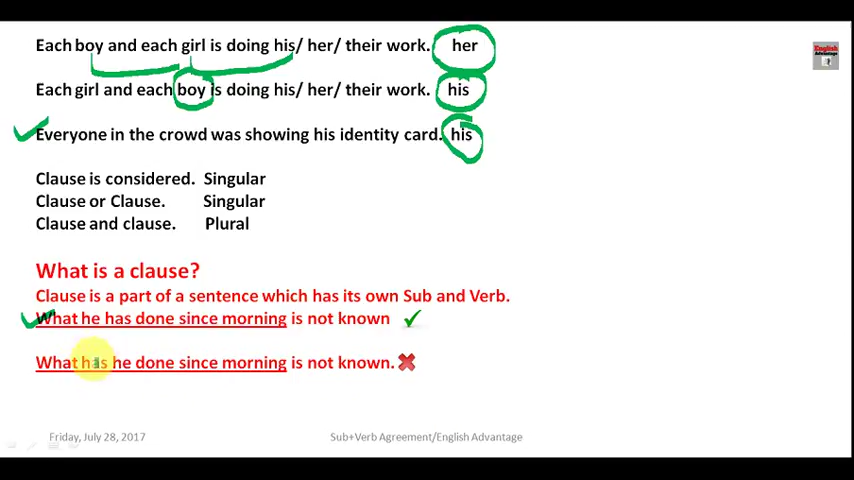 Each boy and each girl is doing his/ her/ their work. her
Each girl and each boy is doing his/ her/ their work. his
Everyone in the crowd was showing his identity card. his
Clause is considered. Singular
Clause or Clause. Singular
Clause and clause. Plural
What is a clause?
Clause is a part of a sentence which has its own Sub and Verb.
What he has done since morning is not known
What has he done since morning is not known.
Friday, July 28, 2017
Sub+Verb Agreement/English Advantage
English
Advantage